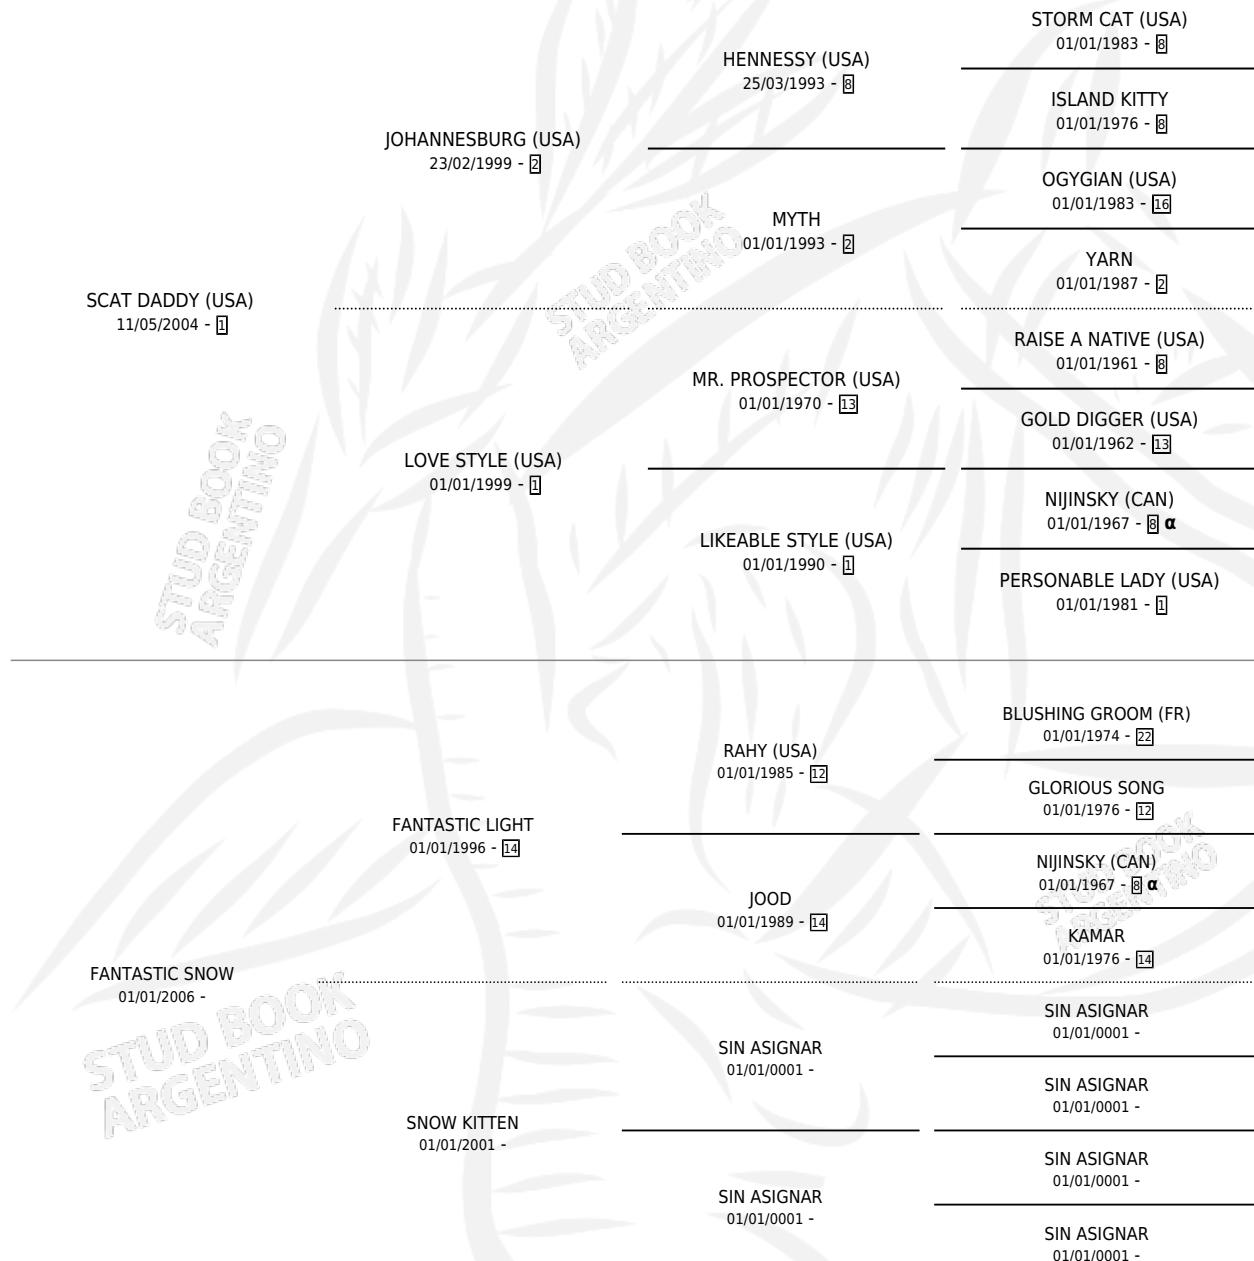 STORM CAT (USA)
01/01/1983 - 8
HENNESSY (USA)
25/03/1993 - 8
ISLAND KITTY
01/01/1976 - 8
JOHANNESBURG (USA)
23/02/1999 - 2
OGYGIAN (USA)
01/01/1983 - 16
MYTH
01/01/1993 - 2
YARN
01/01/1987 - 2
SCAT DADDY (USA)
11/05/2004 - 1
RAISE A NATIVE (USA)
01/01/1961 - 8
MR. PROSPECTOR (USA)
01/01/1970 - 13
GOLD DIGGER (USA)
01/01/1962 - 13
LOVE STYLE (USA)
01/01/1999 - 1
NIJINSKY (CAN)
01/01/1967 - 8 α
LIKEABLE STYLE (USA)
01/01/1990 - 1
PERSONABLE LADY (USA)
01/01/1981 - 1
BLUSHING GROOM (FR)
01/01/1974 - 22
RAHY (USA)
01/01/1985 - 12
GLORIOUS SONG
01/01/1976 - 12
FANTASTIC LIGHT
01/01/1996 - 14
NIJINSKY (CAN)
01/01/1967 - 8 α
JOOD
01/01/1989 - 14
KAMAR
01/01/1976 - 14
FANTASTIC SNOW
01/01/2006 -
SIN ASIGNAR
01/01/0001 -
SIN ASIGNAR
01/01/0001 -
SIN ASIGNAR
01/01/0001 -
SNOW KITTEN
01/01/2001 -
SIN ASIGNAR
01/01/0001 -
SIN ASIGNAR
01/01/0001 -
SIN ASIGNAR
01/01/0001 -
STUD BOOK
ARGENTINO
STUD BOOK
ARGENTINO
STUD BOOK
ARGENTINO
STUD BOOK
ARGENTINO